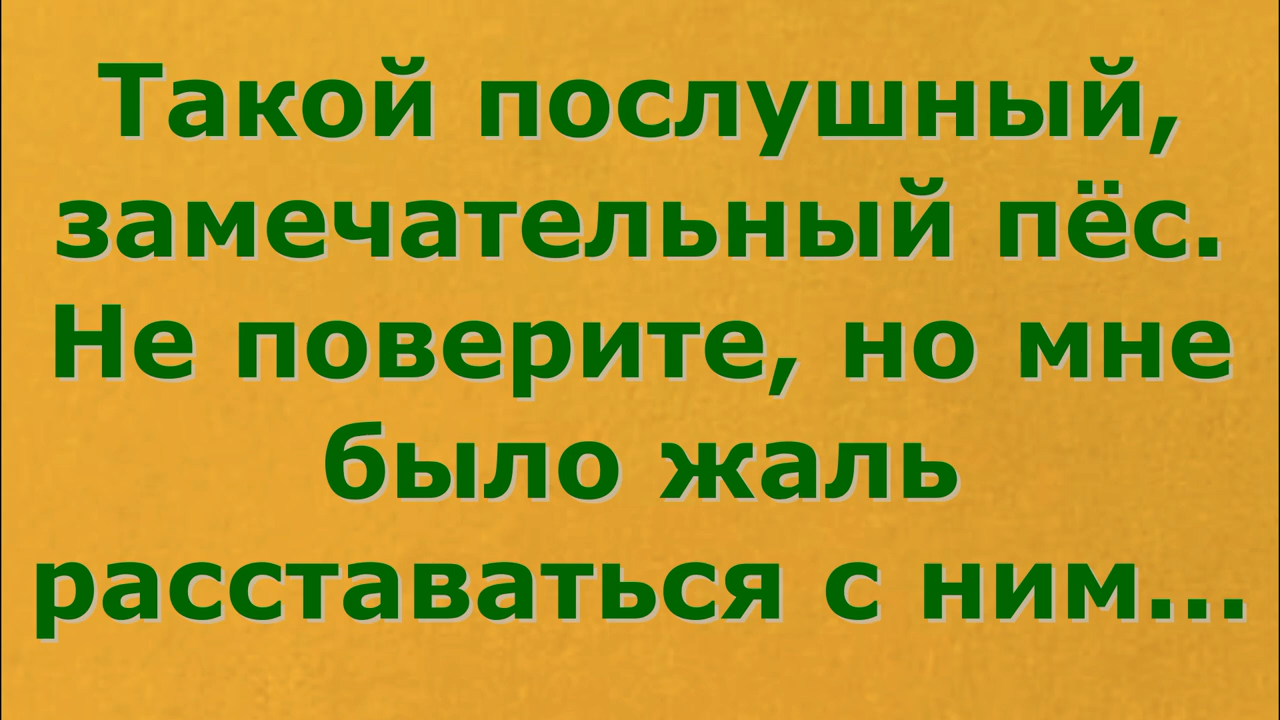 Такой послушный,
замечательный пёс.
Не поверите, но мне
было жаль
расставаться с ним...